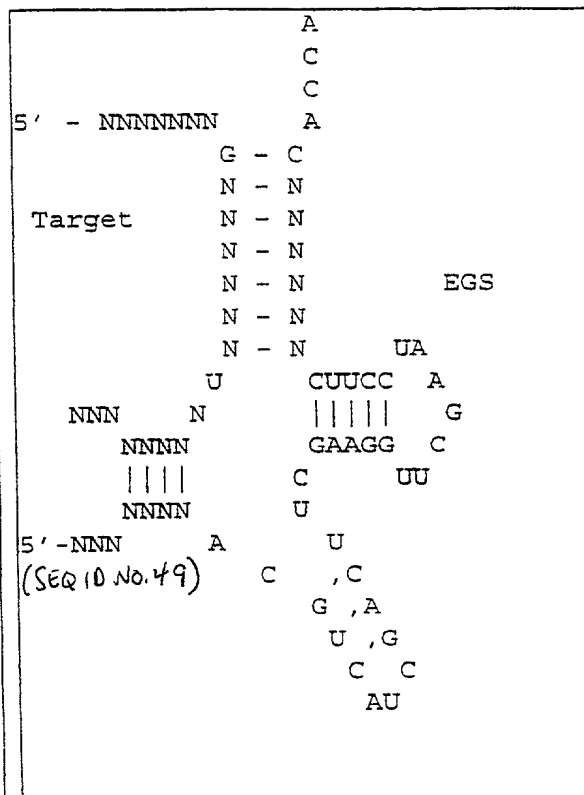 A
C
C
5' - NNNNNNN A
G - C
N - N
Target N - N
N - N
N - N EGS
N - N
N - N UA
U CUUCC A
NNN N ||||| G
NNNN GAAGG C
|||| C UU
NNNN U
5'-NNN A U
(SEQ ID NO. 49) C ,C
G ,A
U ,G
C C
AU